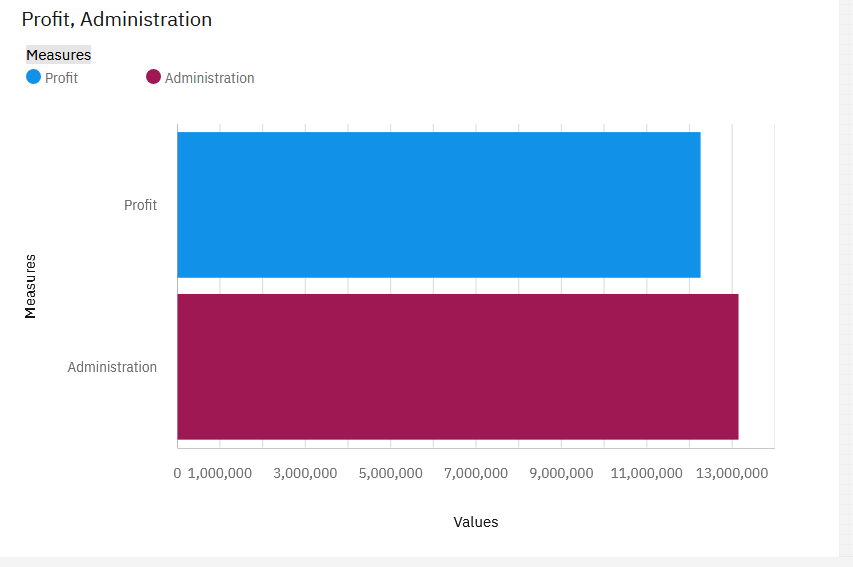 Profit, Administration
Measures
Profit Administration
Profit
Measures
Administration
0 1,000,000 3,000,000 5,000,000 7,000,000 9,000,000 11,000,000 13,000,000
Values